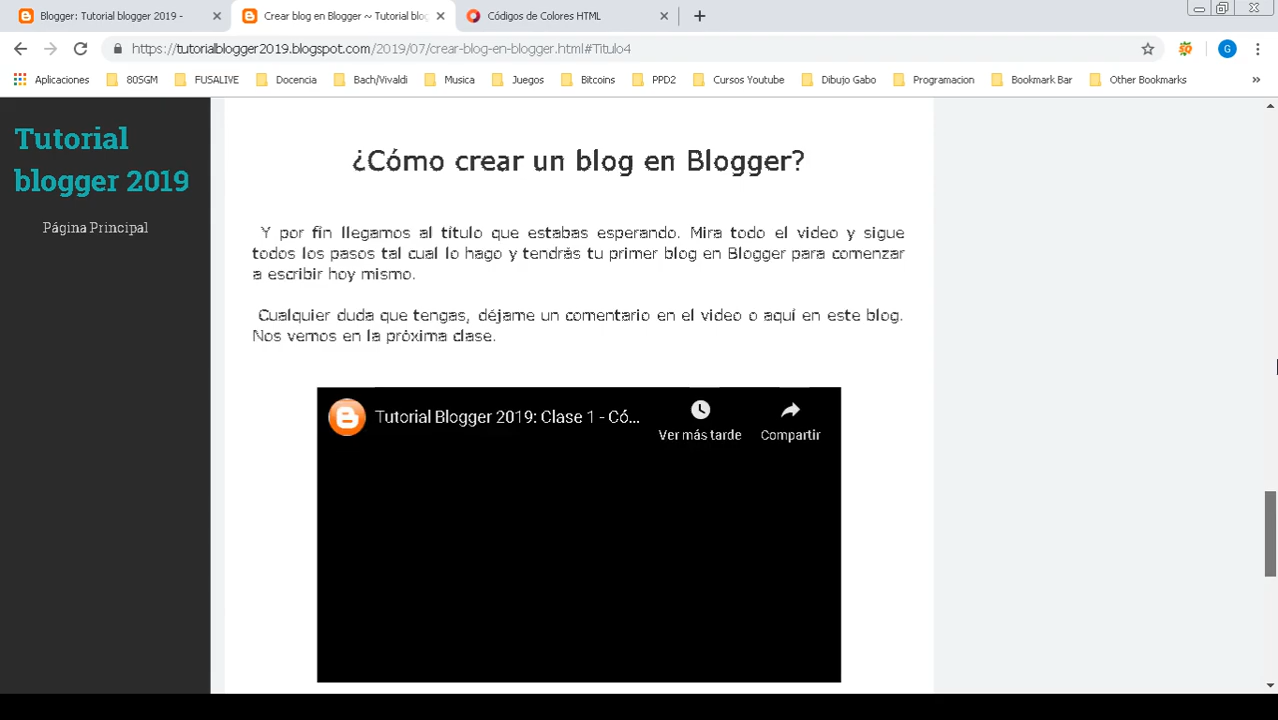 Blogger: Tutorial blogger 2019 -
Crear blog en Blogger ~ Tutorial blog
Códigos de Colores HTML
https://tutorialblogger2019.blogspot.com/2019/07/crear-blog-en-blogger.html#Titulo4
G
Aplicaciones
80SGM
FUSALIVE
Docencia
Bach/Vivaldi
Musica
Juegos
Bitcoins
PPD2
Cursos Youtube
Dibujo Gabo
Programacion
Bookmark Bar
Other Bookmarks
Tutorial
blogger 2019
Página Principal
¿Cómo crear un blog en Blogger?
Y por fin llegamos al título que estabas esperando. Mira todo el video y sigue
todos los pasos tal cual lo hago y tendrás tu primer blog en Blogger para comenzar
a escribir hoy mismo.
Cualquier duda que tengas, déjame un comentario en el video o aquí en este blog.
Nos vemos en la próxima clase.
Tutorial Blogger 2019: Clase 1 - Có...
Ver más tarde
Compartir